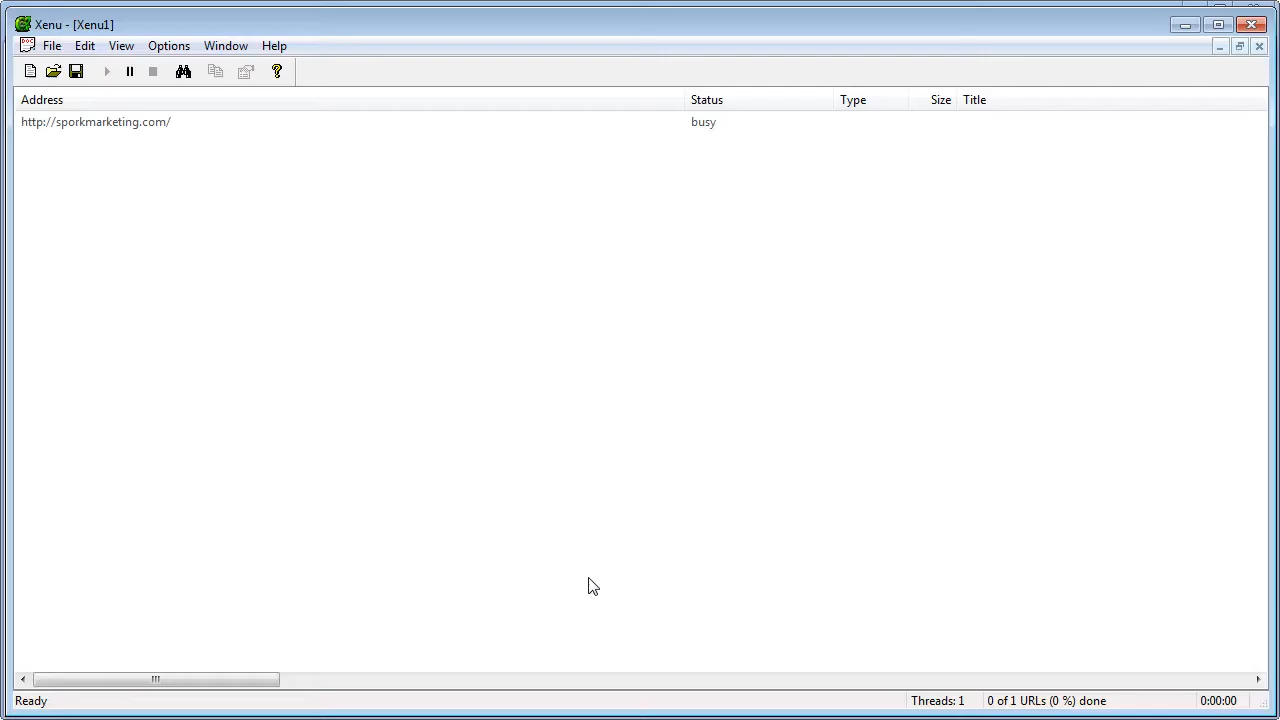 Xenu - [Xenu1]
File Edit View Options Window Help
Address Status Type Size Title
http://sporkmarketing.com/ busy
Ready Threads: 1 0 of 1 URLs (0 %) done 0:00:00